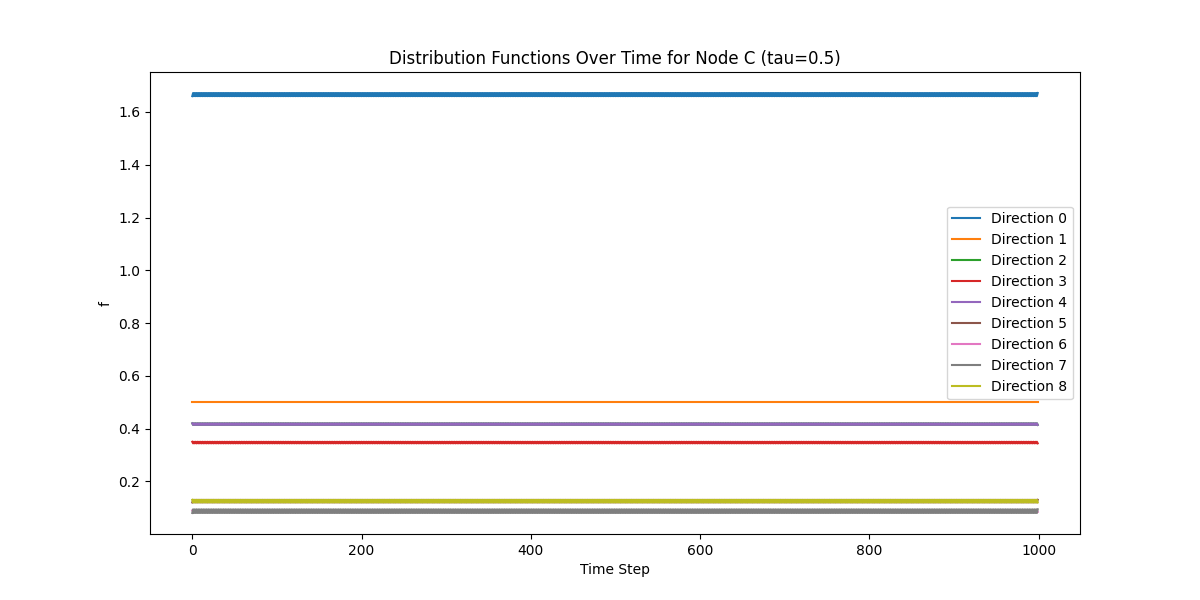 Distribution Functions Over Time for Node C (tau=0.5)
1.6
1.4
1.2
1.0
0.8
0.6
0.4
0.2
f
Direction 0
Direction 1
Direction 2
Direction 3
Direction 4
Direction 5
Direction 6
Direction 7
Direction 8
0 200 400 600 800 1000
Time Step